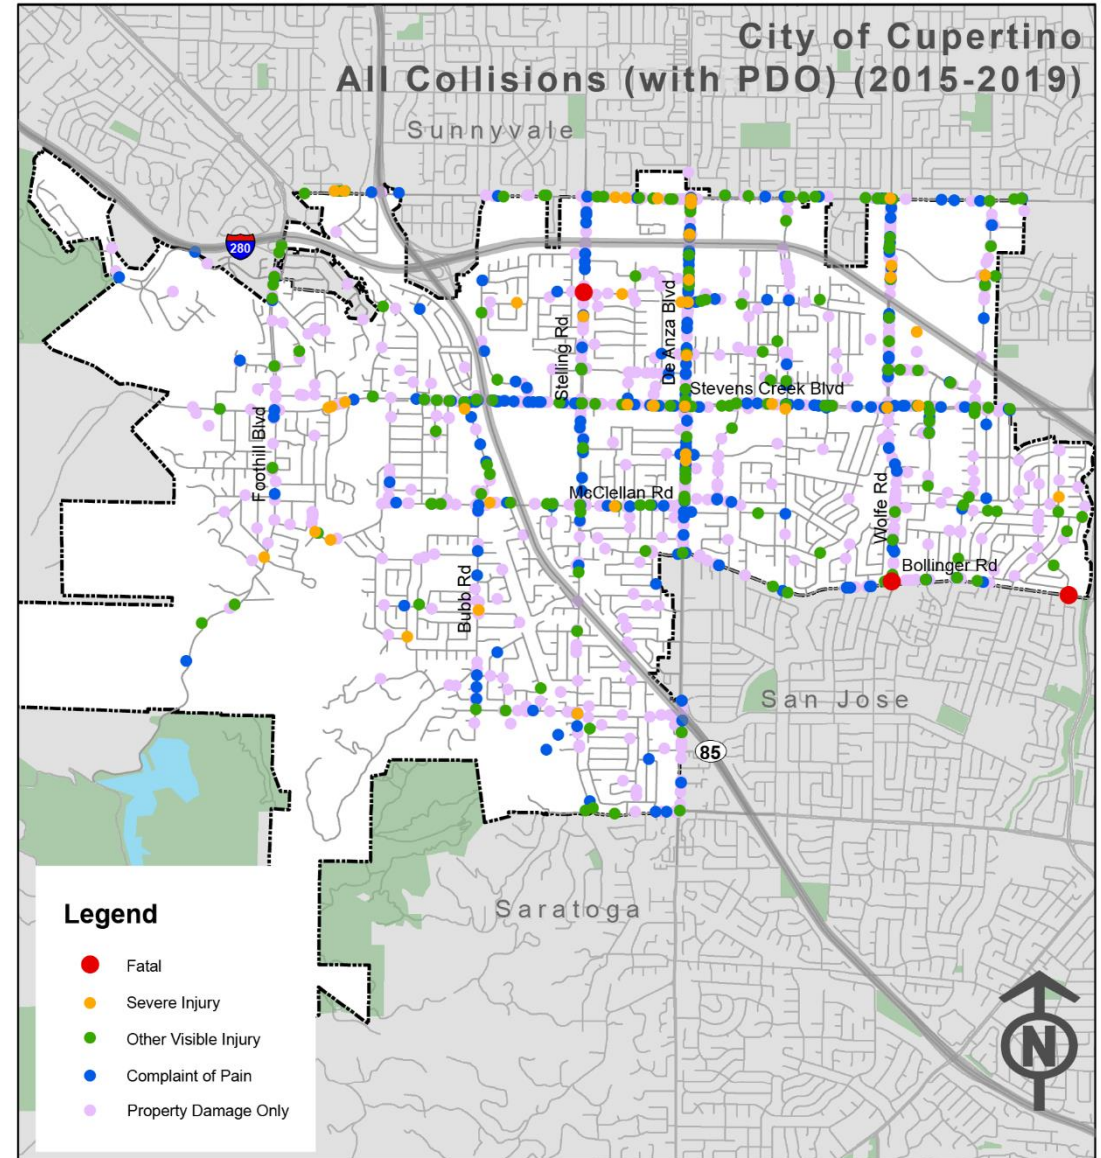 City of Cupertino
All Collisions (with PDO) (2015-2019)
Sunnyvale
280
Stelling Rd
De Anza Blvd
Stevens Creek Blvd
Foothill Blvd
McClellan Rd
Wolfe Rd
Bollinger Rd
Bubb Rd
San Jose
85
Saratoga
Legend
Fatal
Severe Injury
Other Visible Injury
Complaint of Pain
Property Damage Only
N